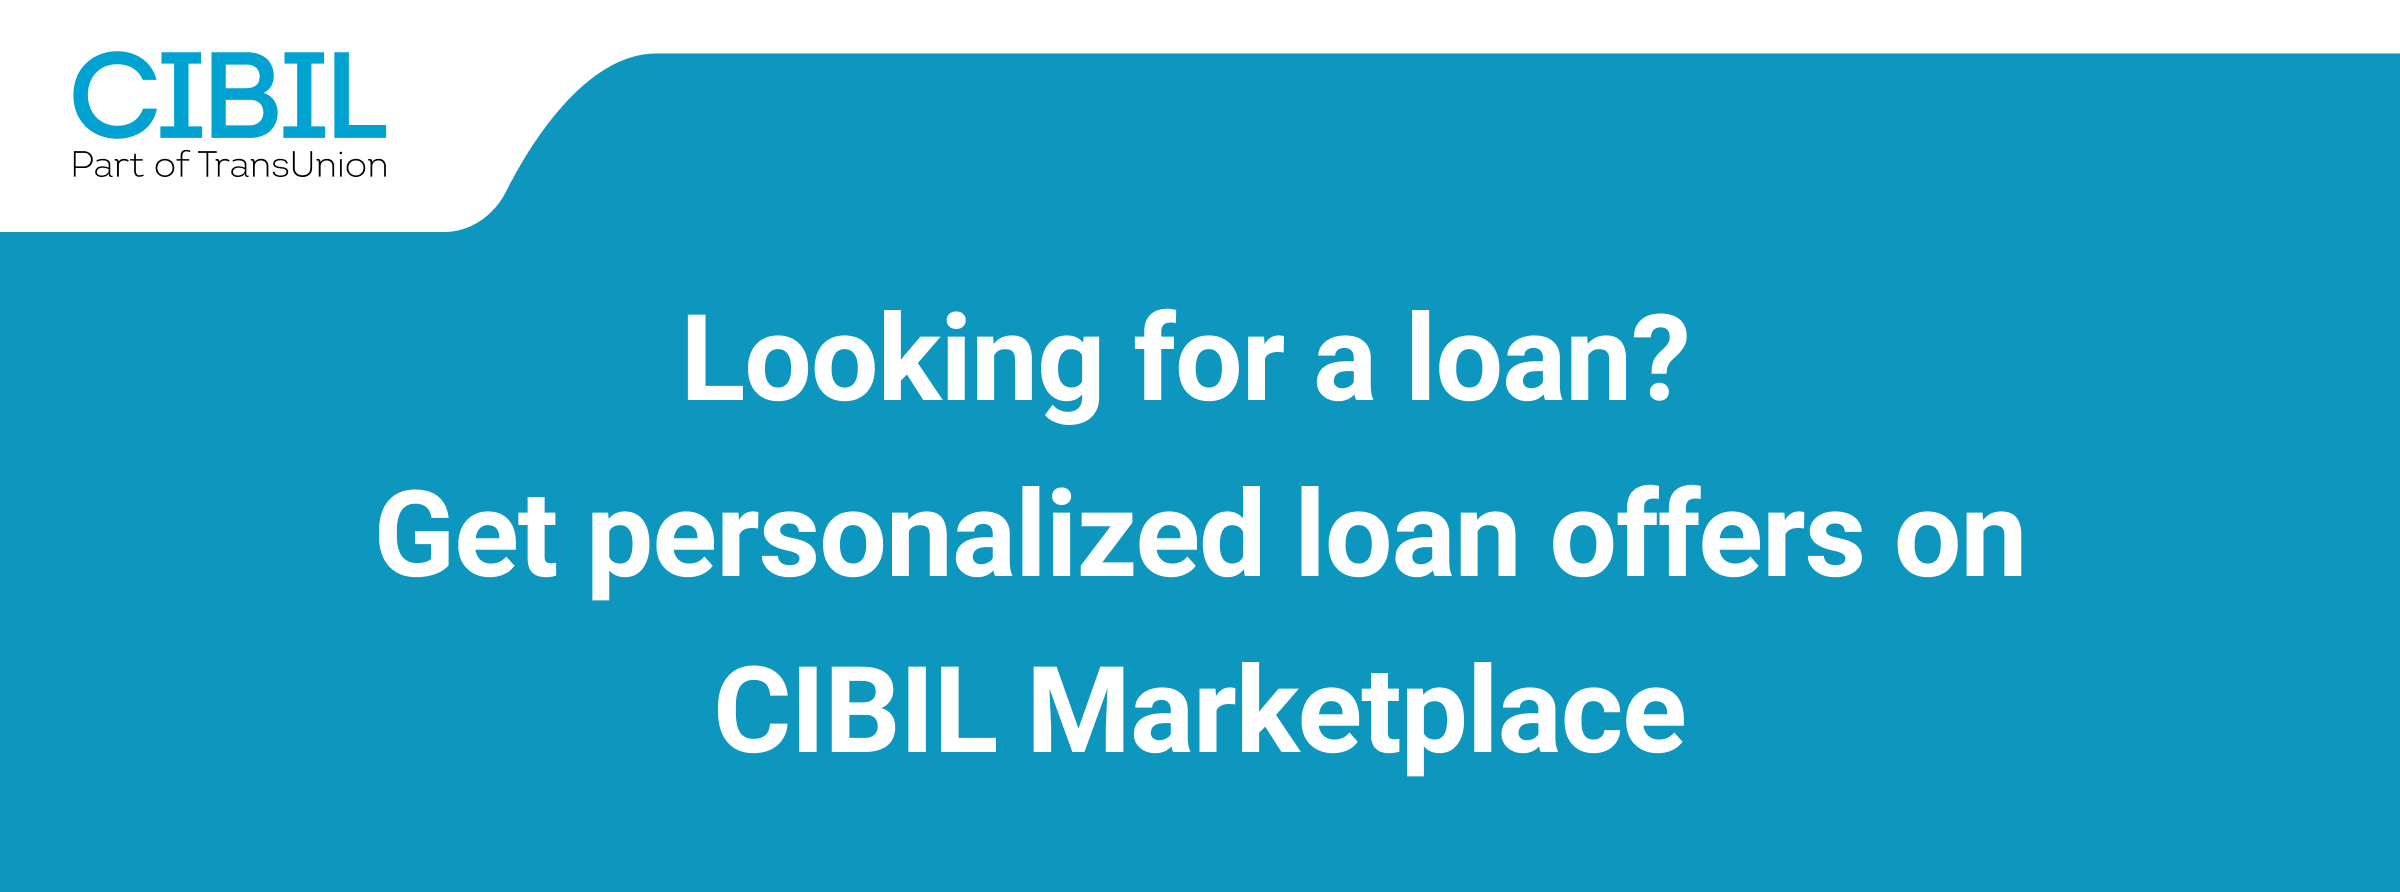 CIBIL
Part of TransUnion
Looking for a loan?
Get personalized loan offers on
CIBIL Marketplace